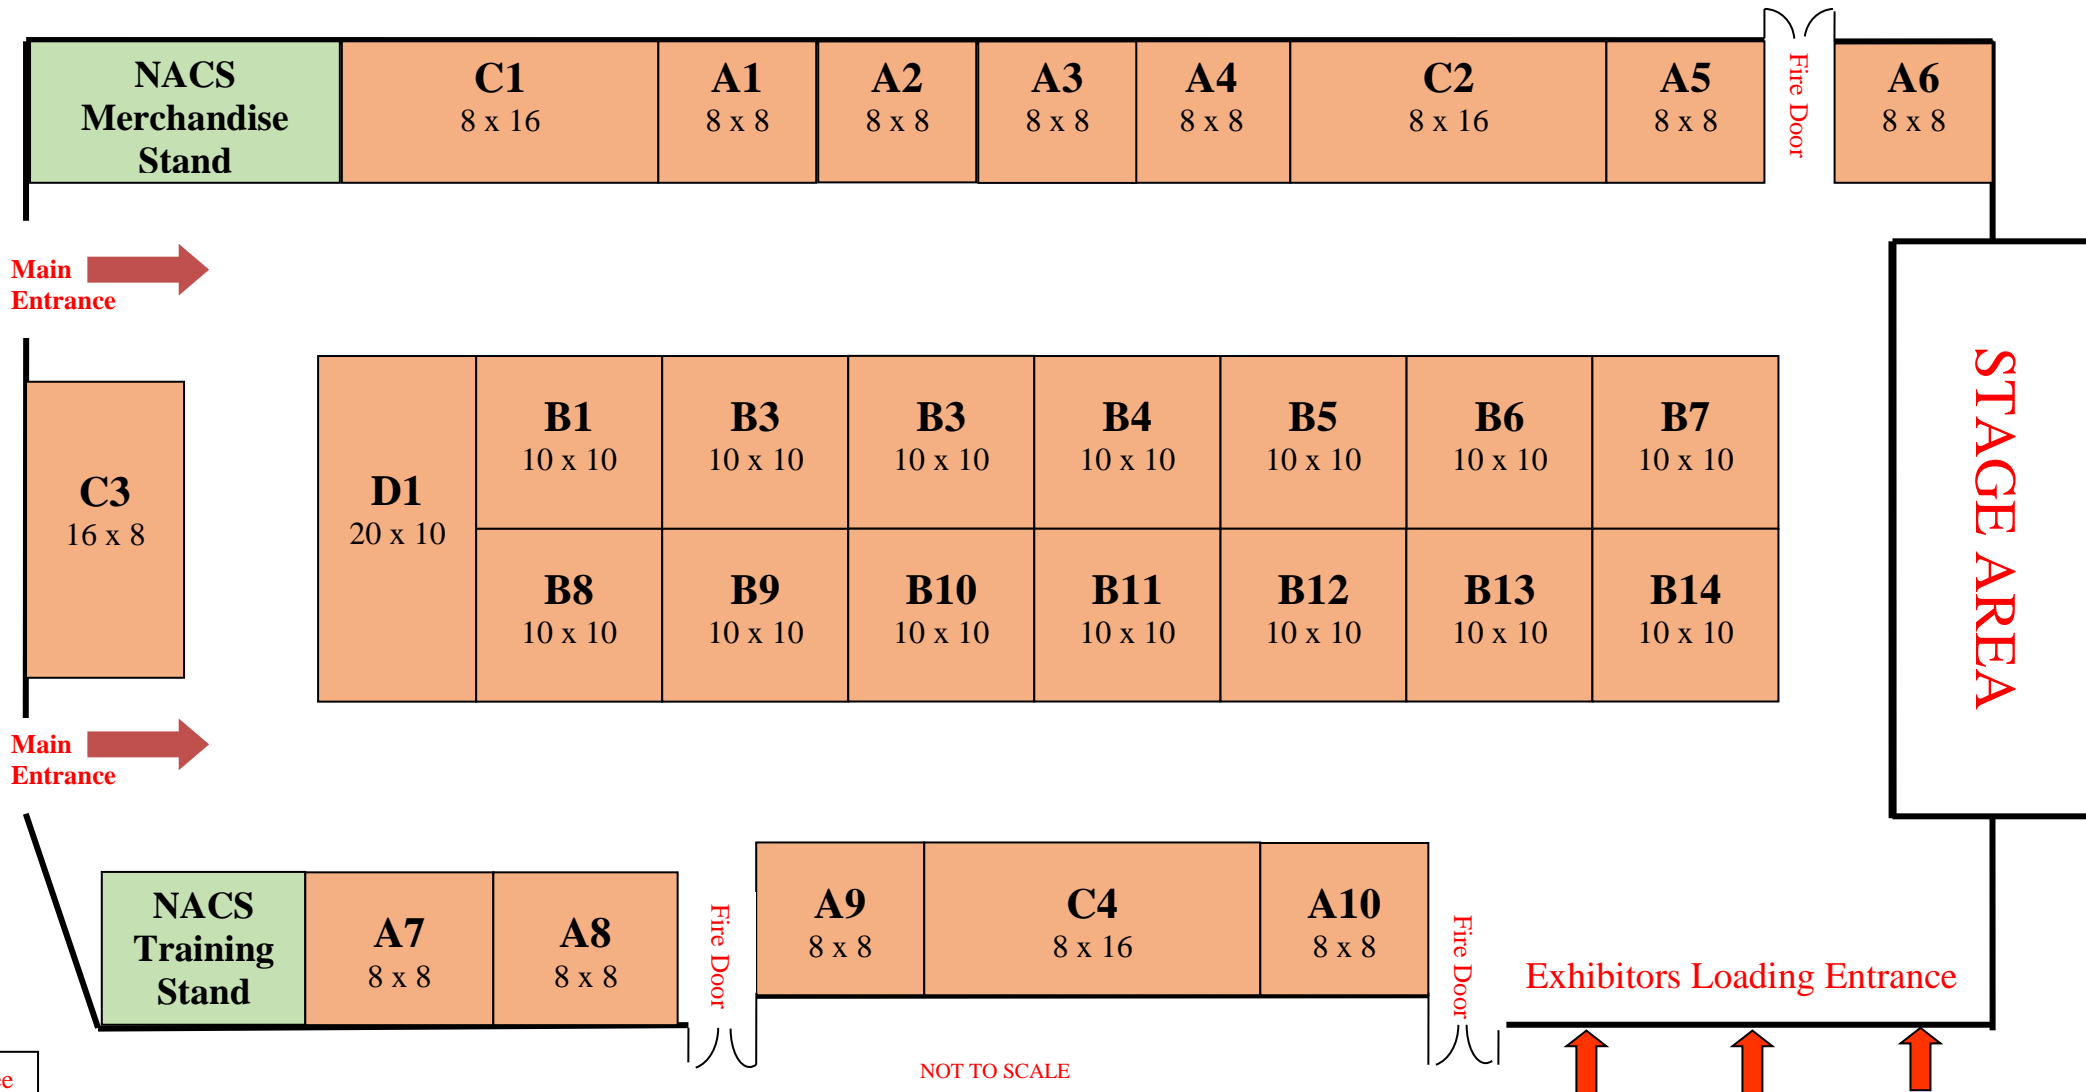 NACS
Merchandise
Stand
C1
8 x 16
A1
8 x 8
A2
8 x 8
A3
8 x 8
A4
8 x 8
C2
8 x 16
A5
8 x 8
Fire Door
A6
8 x 8
Main
Entrance
C3
16 x 8
D1
20 x 10
B1
10 x 10
B3
10 x 10
B3
10 x 10
B4
10 x 10
B5
10 x 10
B6
10 x 10
B7
10 x 10
B8
10 x 10
B9
10 x 10
B10
10 x 10
B11
10 x 10
B12
10 x 10
B13
10 x 10
B14
10 x 10
STAGE AREA
Main
Entrance
NACS
Training
Stand
A7
8 x 8
A8
8 x 8
Fire Door
A9
8 x 8
C4
8 x 16
A10
8 x 8
Fire Door
Exhibitors Loading Entrance
NOT TO SCALE